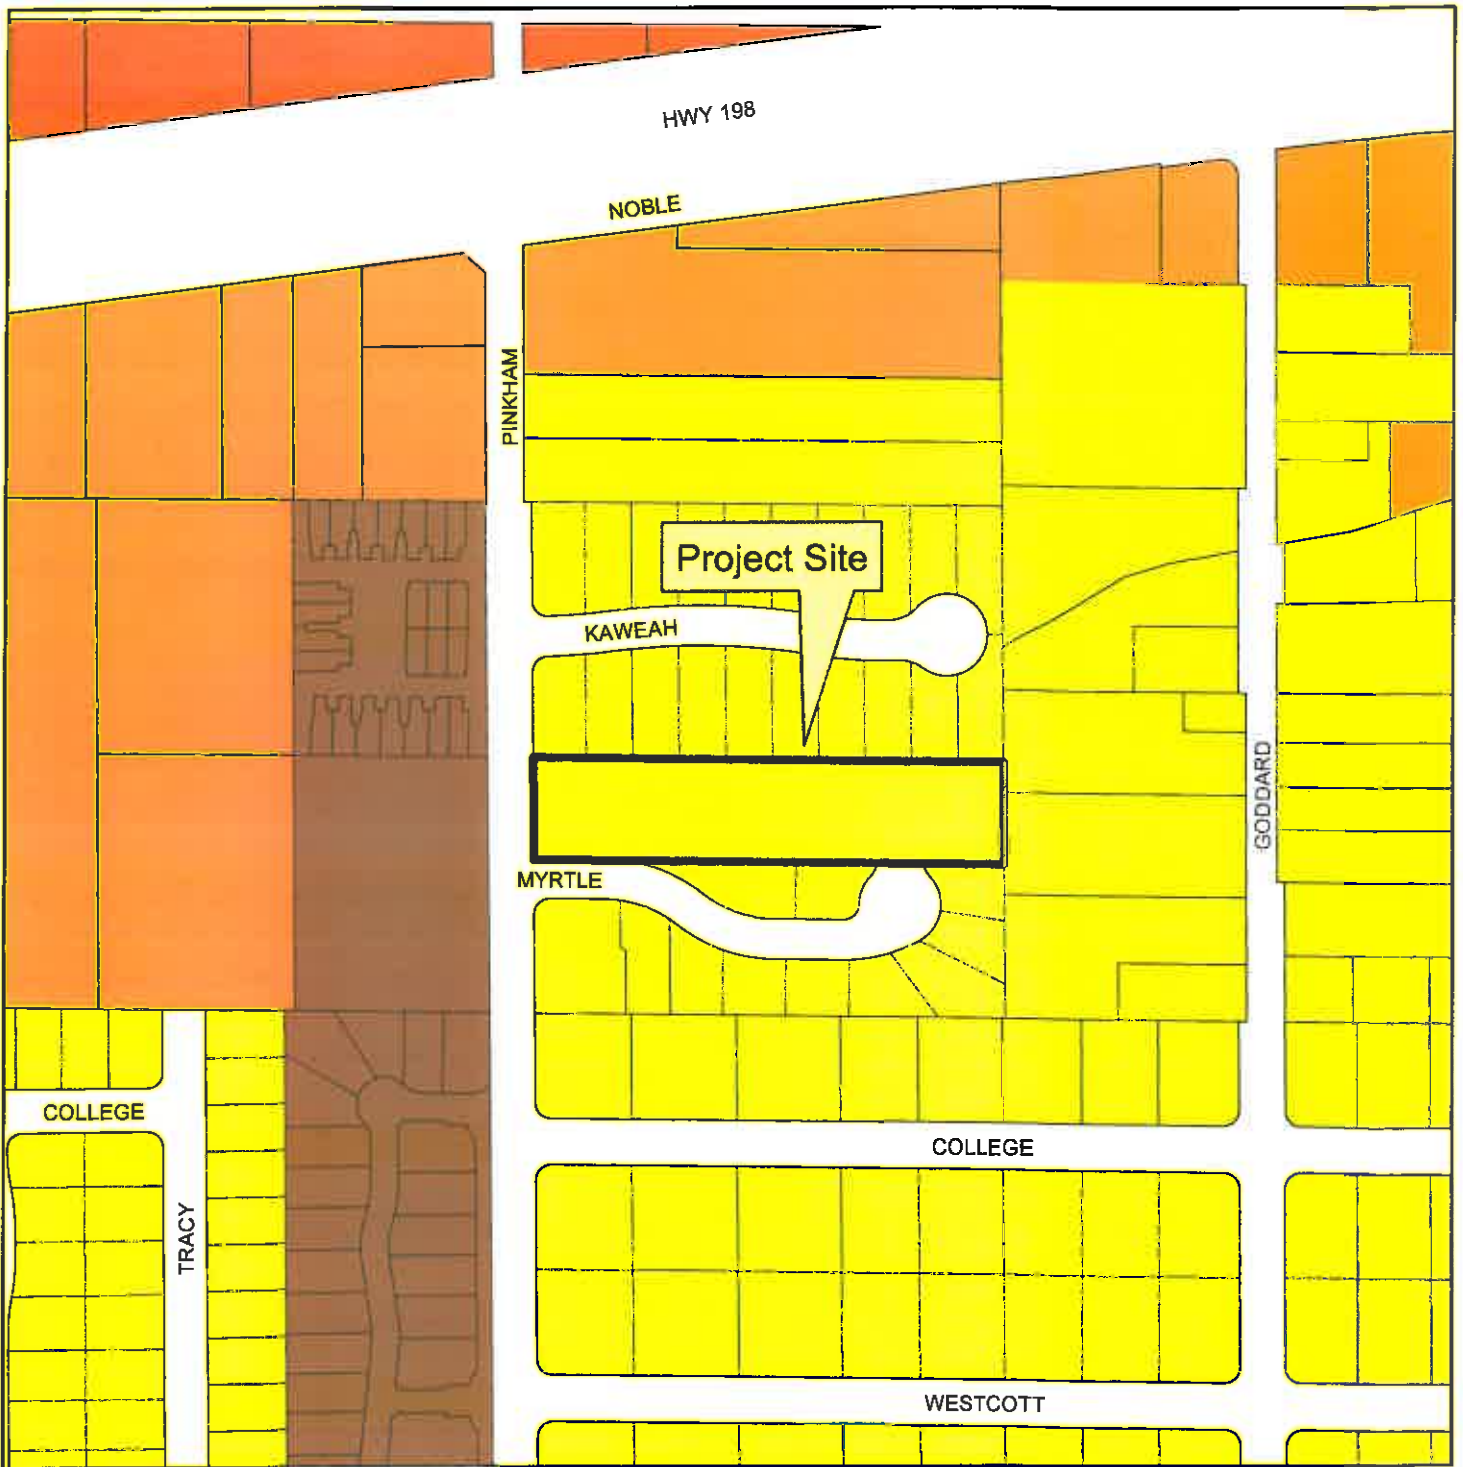 HWY 198
NOBLE
PINKHAM
Project Site
KAWEAH
GODDARD
MYRTLE
COLLEGE
COLLEGE
TRACY
WESTCOTT